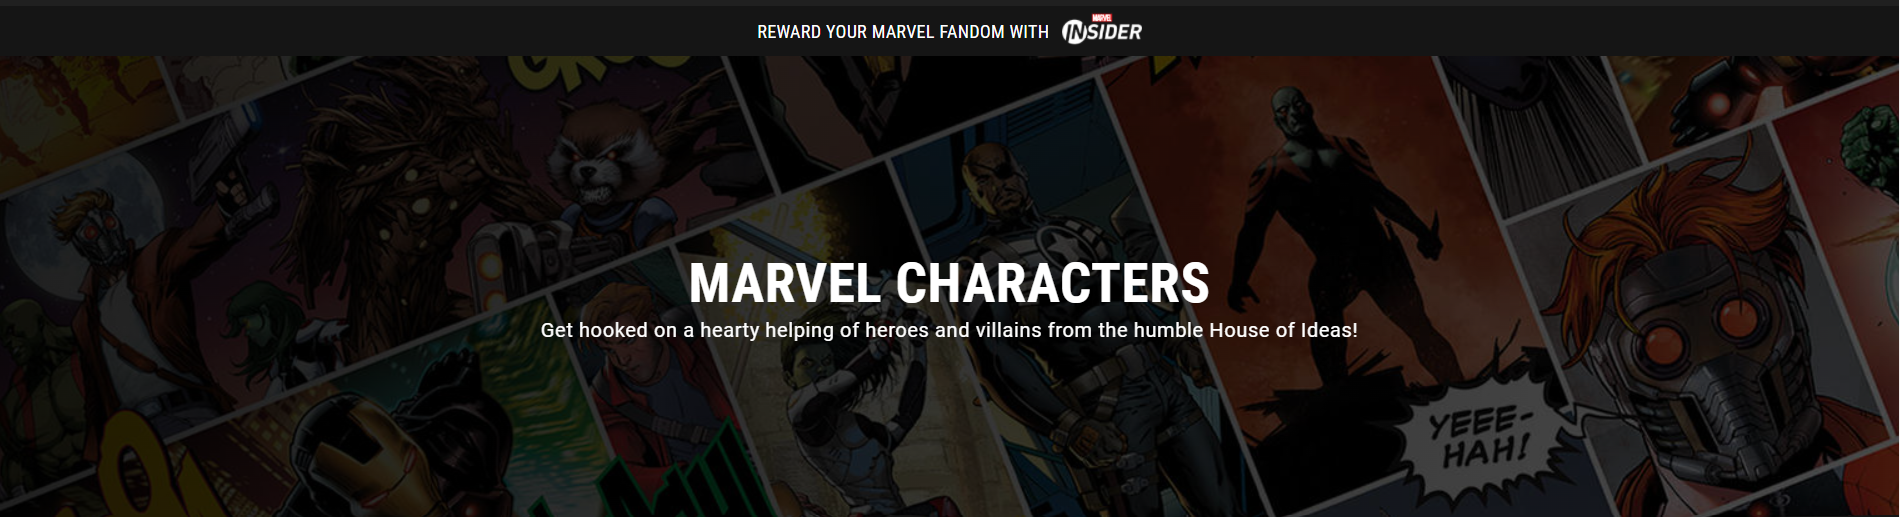 REWARD YOUR MARVEL FANDOM WITH MARVEL INSIDER
MARVEL CHARACTERS
Get hooked on a hearty helping of heroes and villains from the humble House of Ideas!
YEEE-
HAH!